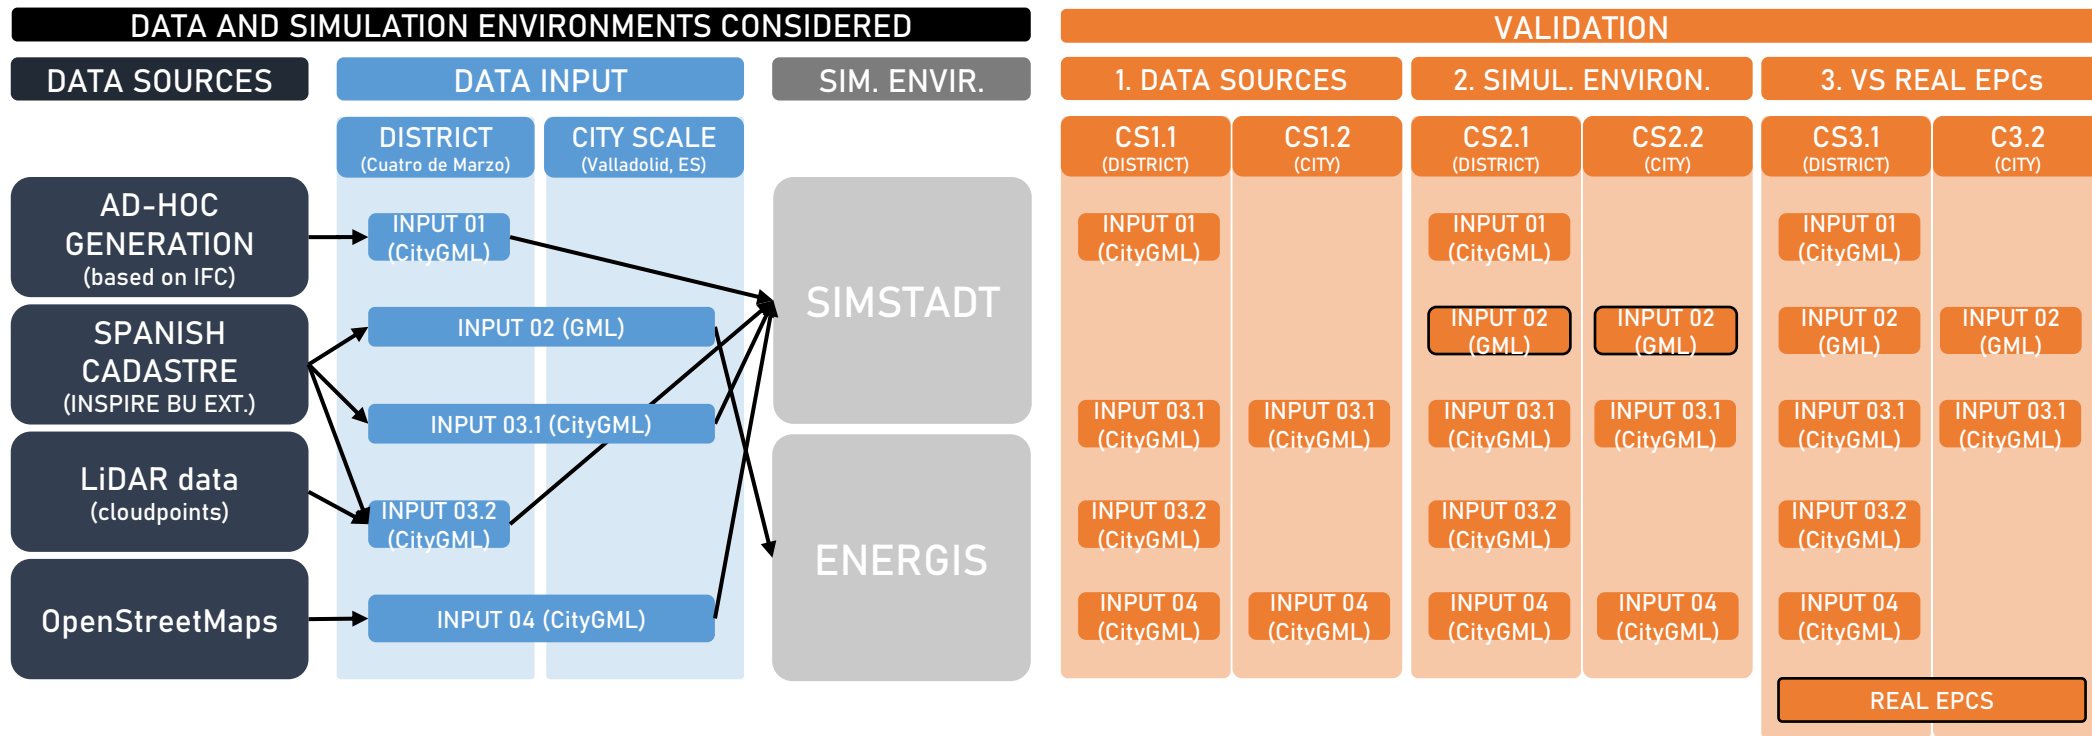 DATA AND SIMULATION ENVIRONMENTS CONSIDERED
DATA SOURCES
DATA INPUT
SIM. ENVIR.
DISTRICT
(Cuatro de Marzo)
CITY SCALE
(Valladolid, ES)
AD-HOC
GENERATION
(based on IFC)
SPANISH
CADASTRE
(INSPIRE BU EXT.)
LiDAR data
(cloudpoints)
OpenStreetMaps
INPUT 01
(CityGML)
INPUT 02 (GML)
INPUT 03.1 (CityGML)
INPUT 03.2
(CityGML)
INPUT 04 (CityGML)
SIMSTADT
ENERGIS
VALIDATION
1. DATA SOURCES
2. SIMUL. ENVIRON.
3. VS REAL EPCs
CS1.1
(DISTRICT)
CS1.2
(CITY)
CS2.1
(DISTRICT)
CS2.2
(CITY)
CS3.1
(DISTRICT)
C3.2
(CITY)
INPUT 01
(CityGML)
INPUT 01
(CityGML)
INPUT 01
(CityGML)
INPUT 02
(GML)
INPUT 02
(GML)
INPUT 02
(GML)
INPUT 02
(GML)
INPUT 03.1
(CityGML)
INPUT 03.1
(CityGML)
INPUT 03.1
(CityGML)
INPUT 03.1
(CityGML)
INPUT 03.1
(CityGML)
INPUT 03.1
(CityGML)
INPUT 03.2
(CityGML)
INPUT 03.2
(CityGML)
INPUT 03.2
(CityGML)
INPUT 04
(CityGML)
INPUT 04
(CityGML)
INPUT 04
(CityGML)
INPUT 04
(CityGML)
INPUT 04
(CityGML)
REAL EPCS